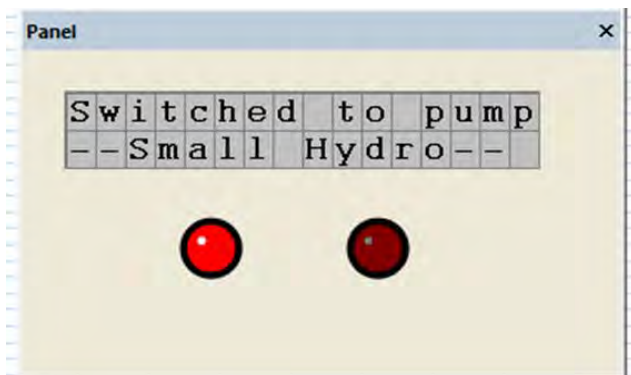 Panel
Switched to pump
--Small Hydro--